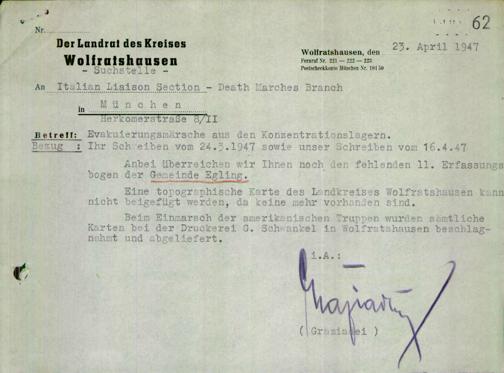 62
Nr.
Der Landrat des Kreises
Wolfratshausen
- Suchstelle -
Wolfratshausen, den 23. April 1947
Fernruf Nr. 221 — 222 — 223
Postscheckkonto München Nr. 101 50
An Italian Liaison Section - Death Marches Branch
in München
Herkomerstraße 8/II
Betreff: Evakuierungsmärsche aus den Konzentrationslagern.
Bezug : Ihr Schreiben vom 24.3.1947 sowie unser Schreiben vom 16.4.47
Anbei überreichen wir Ihnen noch den fehlenden 11. Erfassungs
bogen der Gemeinde Egling.
Eine topographische Karte des Landkreises Wolfratshausen kann
nicht beigefügt werden, da keine mehr vorhanden sind.
Beim Einmarsch der amerikanischen Truppen wurden sämtliche
Karten bei der Druckerei G. Schwankel in Wolfratshausen beschlag-
nahmt und abgeliefert.
i.A.:
( Graziadei )